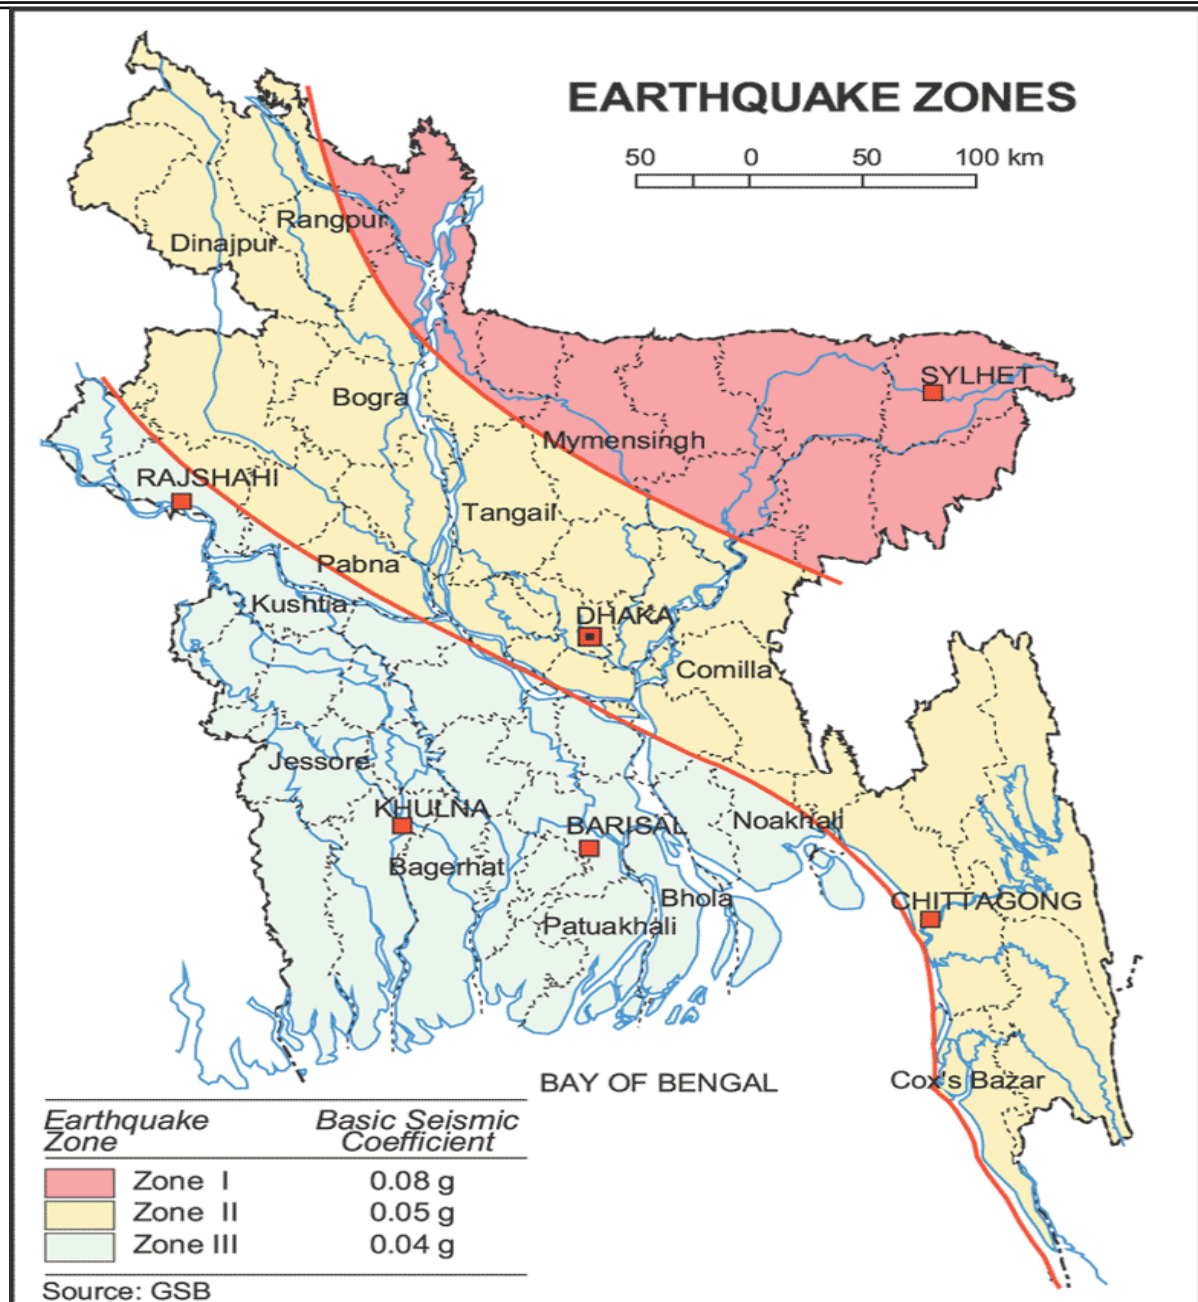 EARTHQUAKE ZONES
50 0 50 100 km
Rangpur
Dinajpur
SYLHET
Bogra
Mymensingh
RAJSHAHI
Tangail
Pabna
Kushtia
DHAKA
Comilla
Jessore
KHULNA
BARISAL
Noakhali
Bagerhat
Bhola
CHITTAGONG
Patuakhali
BAY OF BENGAL
Cox's Bazar
Earthquake Zone
Basic Seismic Coefficient
Zone I 0.08 g
Zone II 0.05 g
Zone III 0.04 g
Source: GSB